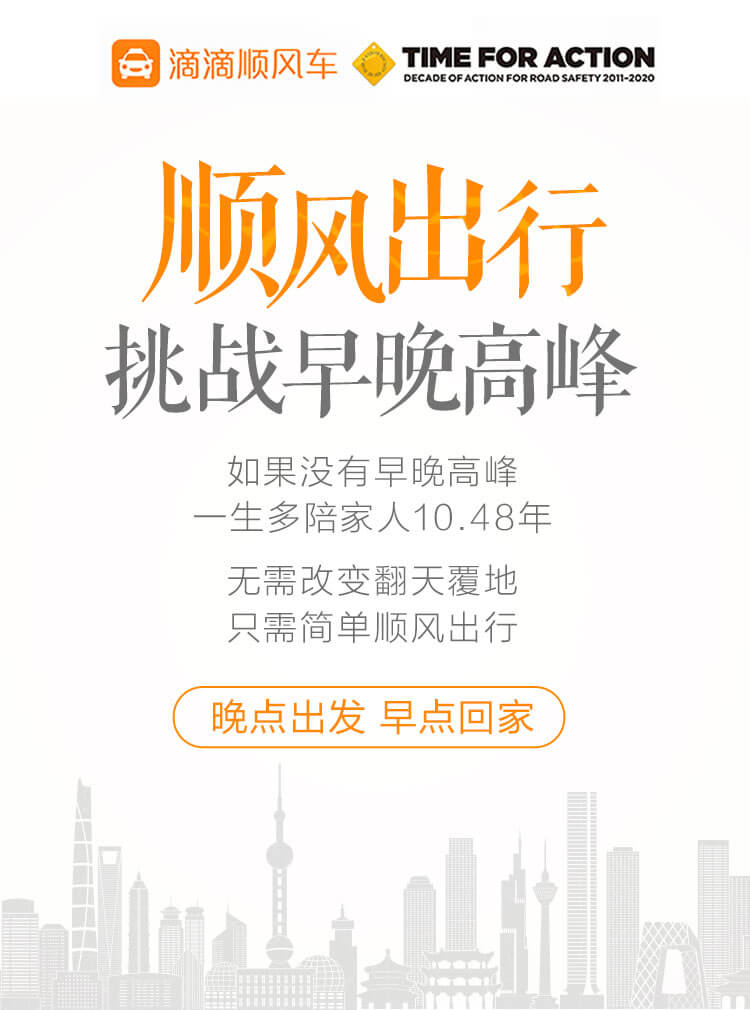 滴滴顺风车
TIME FOR ACTION
DECADE OF ACTION FOR ROAD SAFETY 2011-2020
顺风出行
挑战早晚高峰
如果没有早晚高峰
一生多陪家人10.48年
无需改变翻天覆地
只需简单顺风出行
晚点出发 早点回家